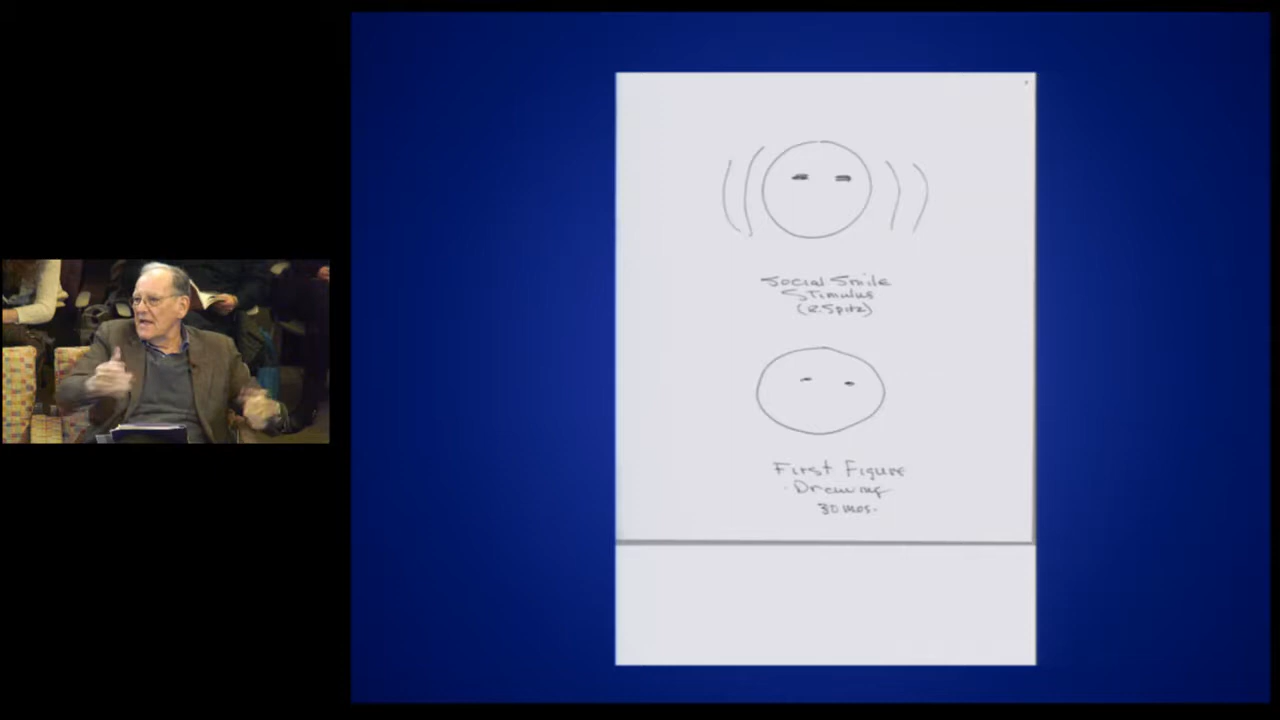 Social Smile
Stimulus
(R. Spitz)
First Figure
Drawing
30 mos.